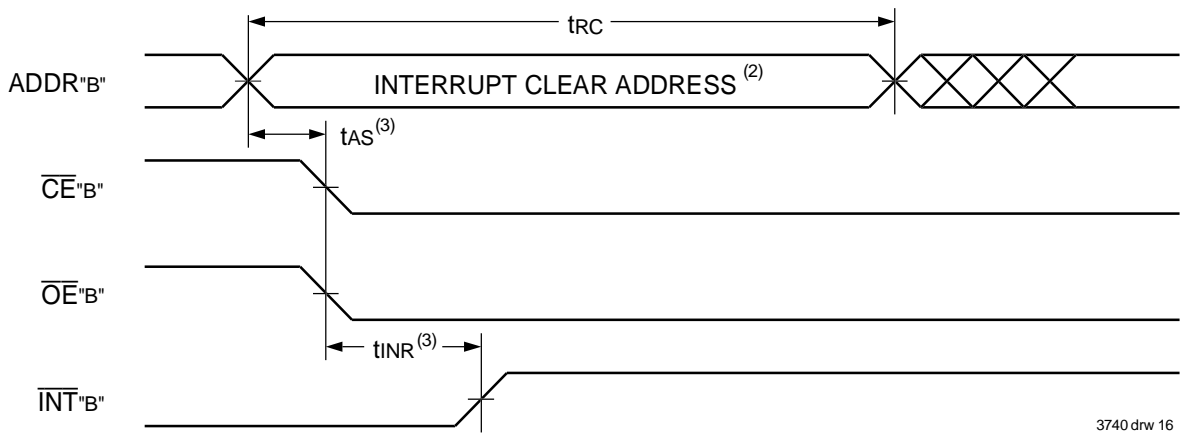 tRC
ADDR"B"
INTERRUPT CLEAR ADDRESS (2)
tAS(3)
CE"B"
OE"B"
tINR(3)
INT"B"
3740 drw 16